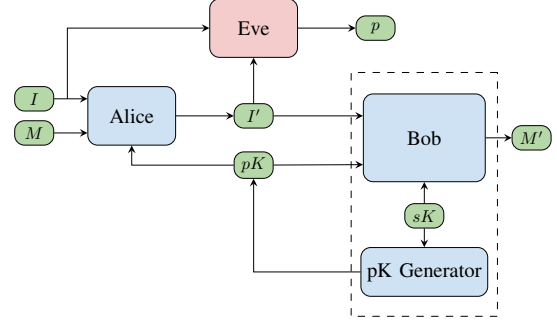 Eve
p
I
Alice
I'
M
Bob
M'
pK
sK
pK Generator